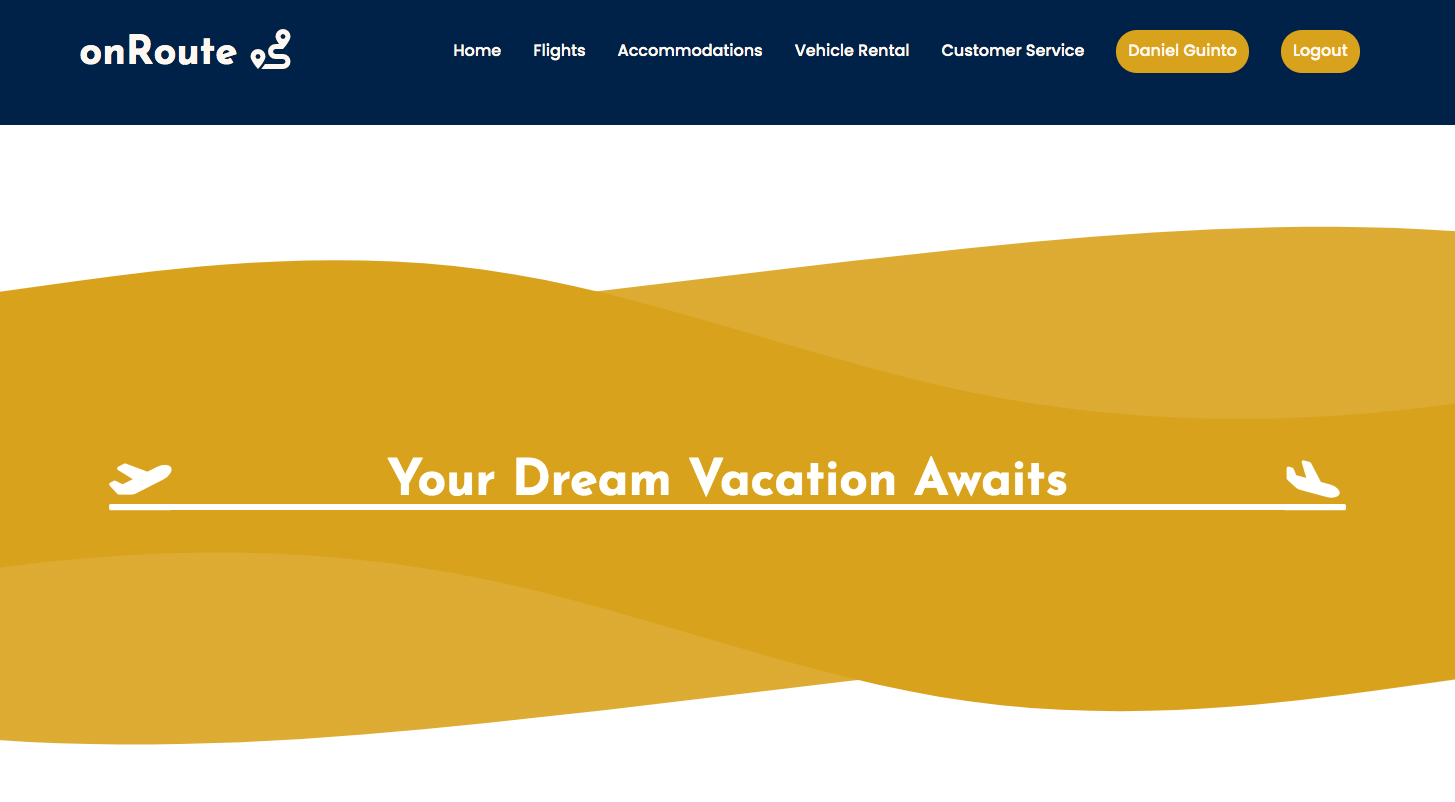 onRoute
Home Flights Accommodations Vehicle Rental Customer Service Daniel Guinto Logout
Your Dream Vacation Awaits